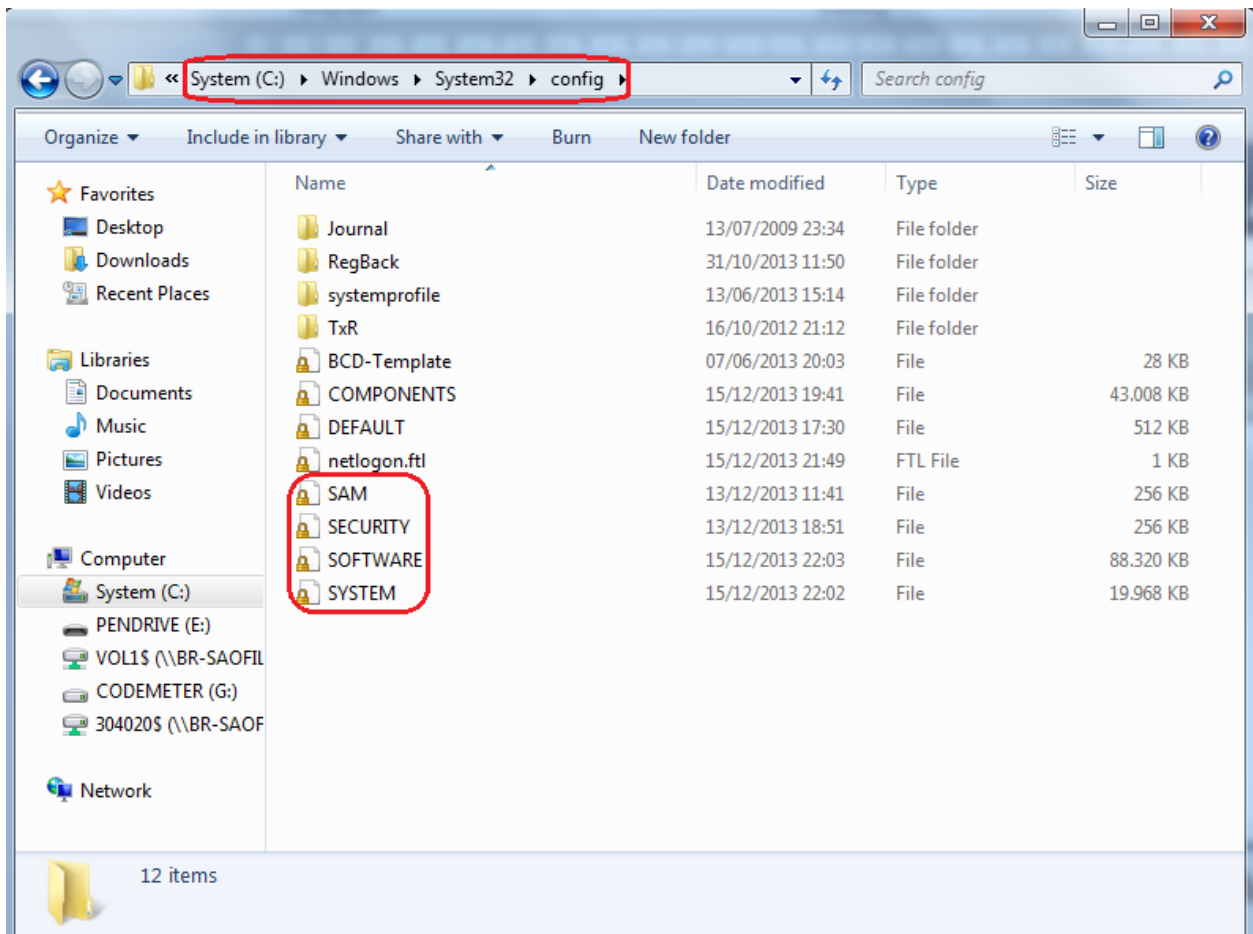 « System (C:) Windows System32 config
Search config
Organize Include in library Share with Burn New folder
Favorites
Desktop
Downloads
Recent Places
Libraries
Documents
Music
Pictures
Videos
Computer
System (C:)
PENDRIVE (E:)
VOL1$ (\\BR-SAOFIL
CODEMETER (G:)
304020$ (\\BR-SAOF
Network
Name Date modified Type Size
Journal 13/07/2009 23:34 File folder
RegBack 31/10/2013 11:50 File folder
systemprofile 13/06/2013 15:14 File folder
TxR 16/10/2012 21:12 File folder
BCD-Template 07/06/2013 20:03 File 28 KB
COMPONENTS 15/12/2013 19:41 File 43.008 KB
DEFAULT 15/12/2013 17:30 File 512 KB
netlogon.ftl 15/12/2013 21:49 FTL File 1 KB
SAM 13/12/2013 11:41 File 256 KB
SECURITY 13/12/2013 18:51 File 256 KB
SOFTWARE 15/12/2013 22:03 File 88.320 KB
SYSTEM 15/12/2013 22:02 File 19.968 KB
12 items